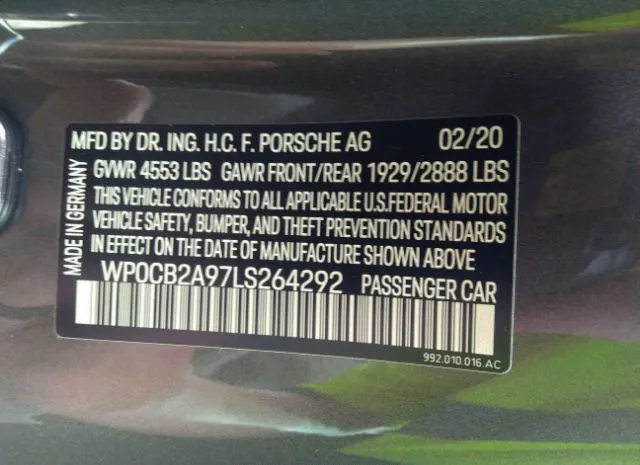 MFD BY DR. ING. H.C. F. PORSCHE AG 02/20
GVWR 4553 LBS GAWR FRONT/REAR 1929/2888 LBS
THIS VEHICLE CONFORMS TO ALL APPLICABLE U.S.FEDERAL MOTOR
VEHICLE SAFETY, BUMPER, AND THEFT PREVENTION STANDARDS
IN EFFECT ON THE DATE OF MANUFACTURE SHOWN ABOVE
WP0CB2A97LS264292 PASSENGER CAR
992.010.016.AC
MADE IN GERMANY